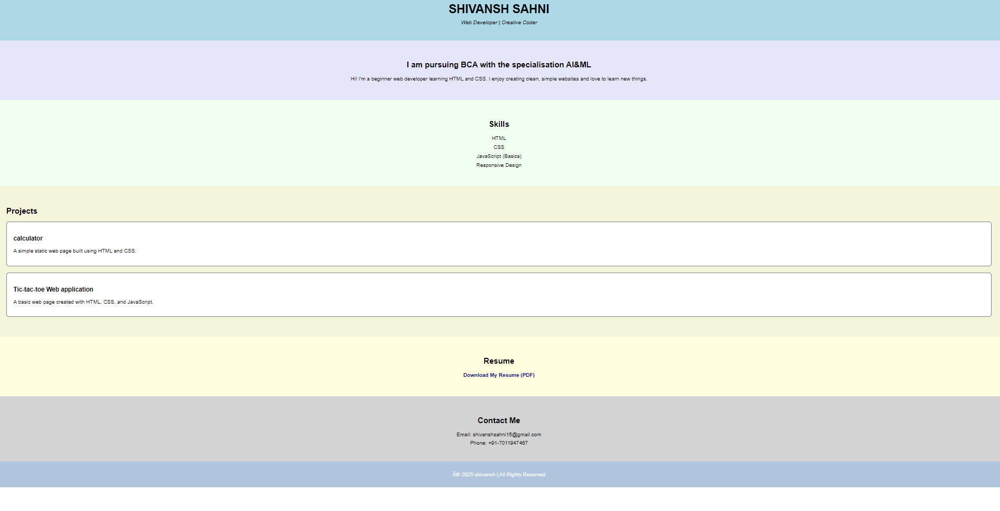 SHIVANSH SAHNI
Web Developer | Creative Coder
I am pursuing BCA with the specialisation AI&ML
Hi! I'm a beginner web developer learning HTML and CSS. I enjoy creating clean, simple websites and love to learn new things.
Skills
HTML
CSS
JavaScript (Basics)
Responsive Design
Projects
calculator
A simple static web page built using HTML and CSS.
Tic-tac-toe Web application
A basic web page created with HTML, CSS, and JavaScript.
Resume
Download My Resume (PDF)
Contact Me
Email: shivanshsahni15@gmail.com
Phone: +91-7011947467
Â© 2025 shivansh | All Rights Reserved